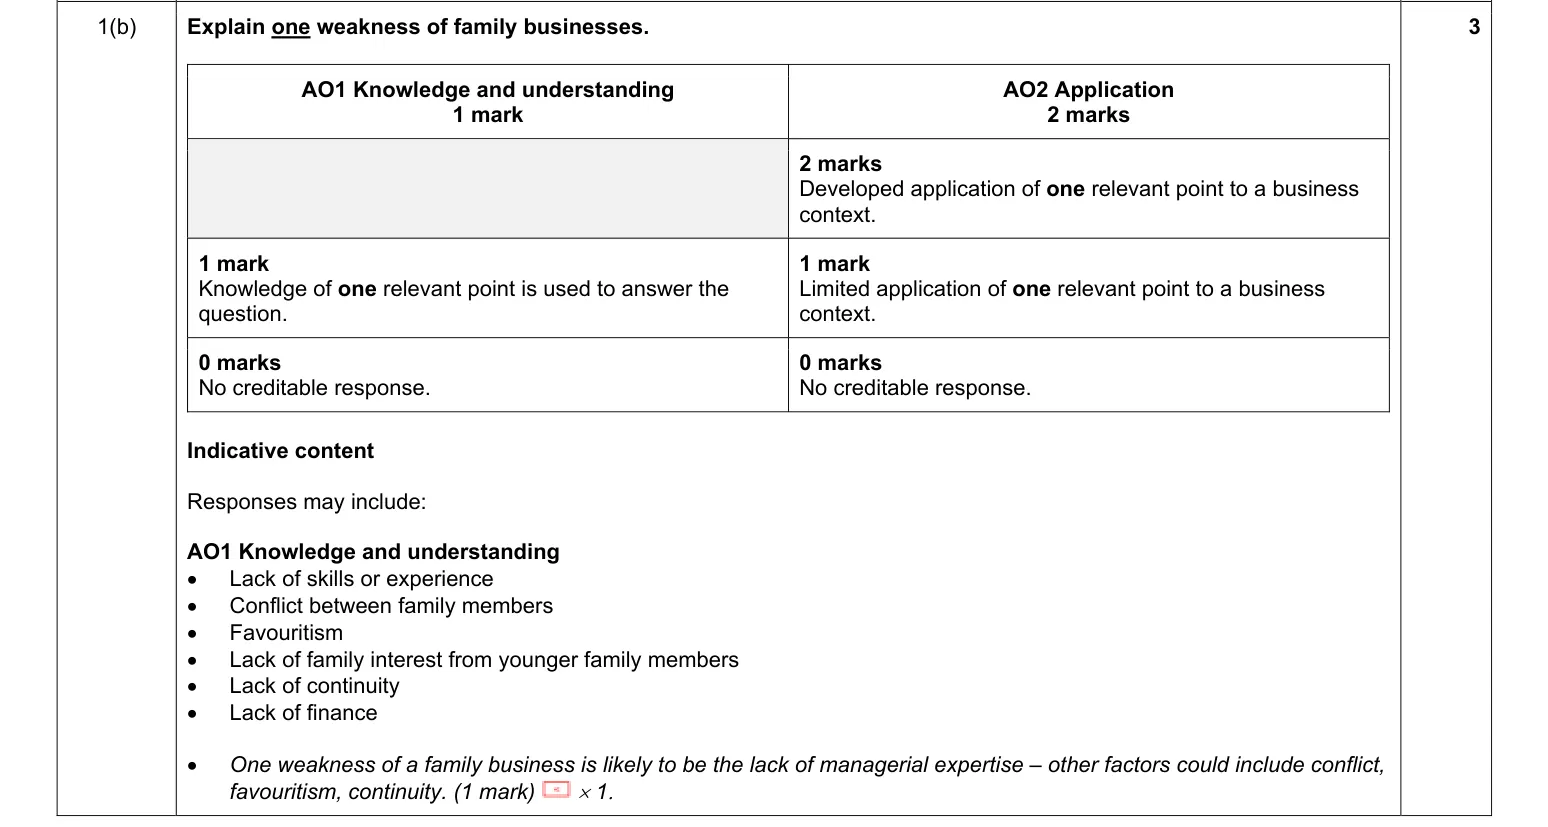 1(b)
Explain one weakness of family businesses.
3
AO1 Knowledge and understanding
1 mark
AO2 Application
2 marks
2 marks
Developed application of one relevant point to a business
context.
1 mark
Knowledge of one relevant point is used to answer the
question.
1 mark
Limited application of one relevant point to a business
context.
0 marks
No creditable response.
0 marks
No creditable response.
Indicative content
Responses may include:
AO1 Knowledge and understanding
• Lack of skills or experience
• Conflict between family members
• Favouritism
• Lack of family interest from younger family members
• Lack of continuity
• Lack of finance
• One weakness of a family business is likely to be the lack of managerial expertise – other factors could include conflict,
favouritism, continuity. (1 mark) × 1.